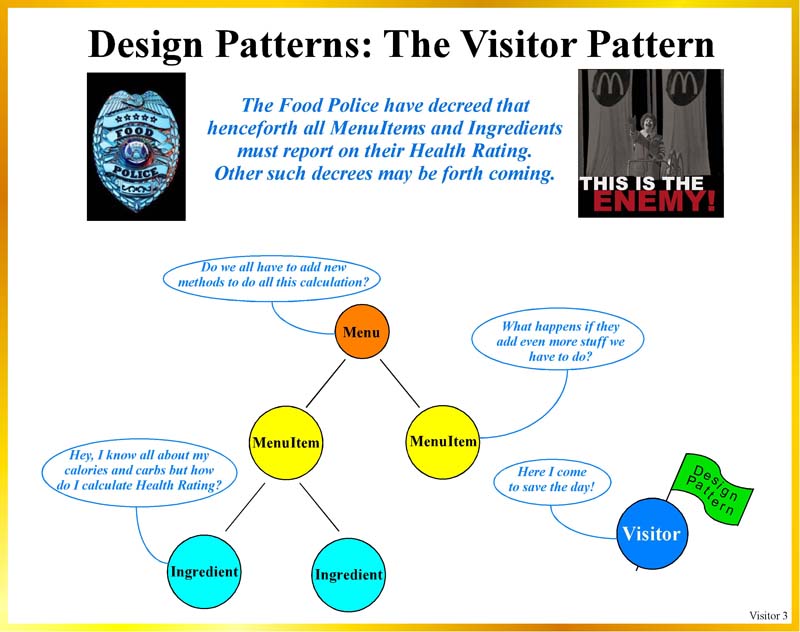 Design Patterns: The Visitor Pattern
FOOD
POLICE
The Food Police have decreed that
henceforth all MenuItems and Ingredients
must report on their Health Rating.
Other such decrees may be forth coming.
THIS IS THE
ENEMY!
Do we all have to add new
methods to do all this calculation?
Menu
What happens if they
add even more stuff we
have to do?
MenuItem
MenuItem
Hey, I know all about my
calories and carbs but how
do I calculate Health Rating?
Here I come
to save the day!
Design
Pattern
Visitor
Ingredient
Ingredient
Visitor 3